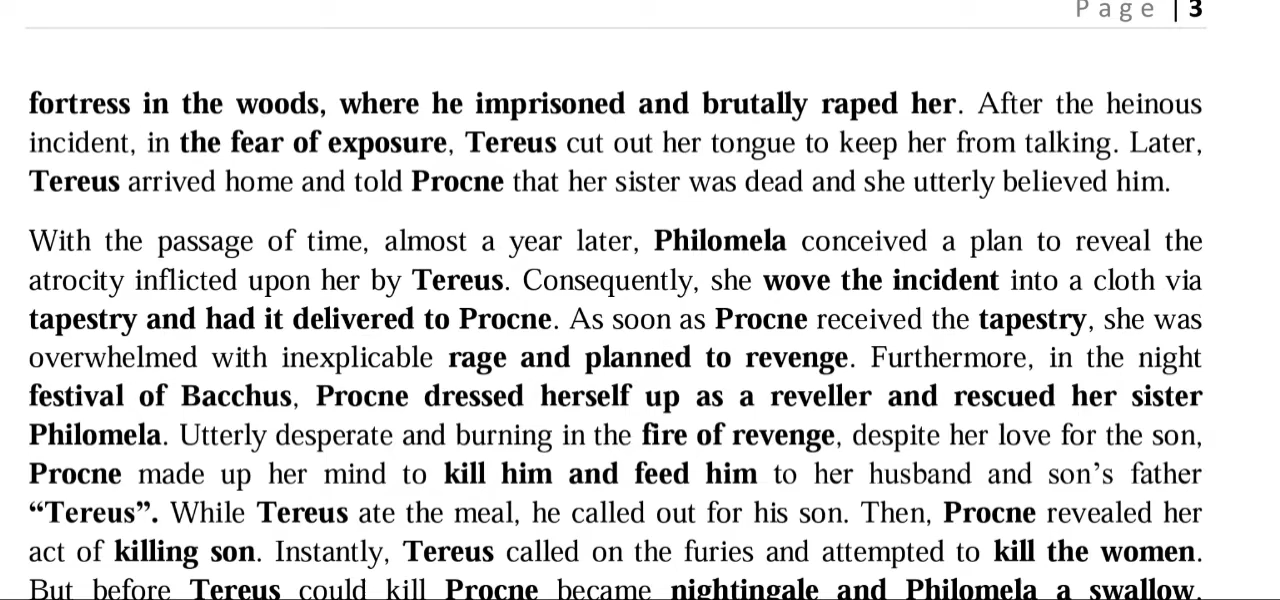 Page | 3
fortress in the woods, where he imprisoned and brutally raped her. After the heinous
incident, in the fear of exposure, Tereus cut out her tongue to keep her from talking. Later,
Tereus arrived home and told Procne that her sister was dead and she utterly believed him.
With the passage of time, almost a year later, Philomela conceived a plan to reveal the
atrocity inflicted upon her by Tereus. Consequently, she wove the incident into a cloth via
tapestry and had it delivered to Procne. As soon as Procne received the tapestry, she was
overwhelmed with inexplicable rage and planned to revenge. Furthermore, in the night
festival of Bacchus, Procne dressed herself up as a reveller and rescued her sister
Philomela. Utterly desperate and burning in the fire of revenge, despite her love for the son,
Procne made up her mind to kill him and feed him to her husband and son’s father
“Tereus”. While Tereus ate the meal, he called out for his son. Then, Procne revealed her
act of killing son. Instantly, Tereus called on the furies and attempted to kill the women.
But before Tereus could kill Procne became nightingale and Philomela a swallow.